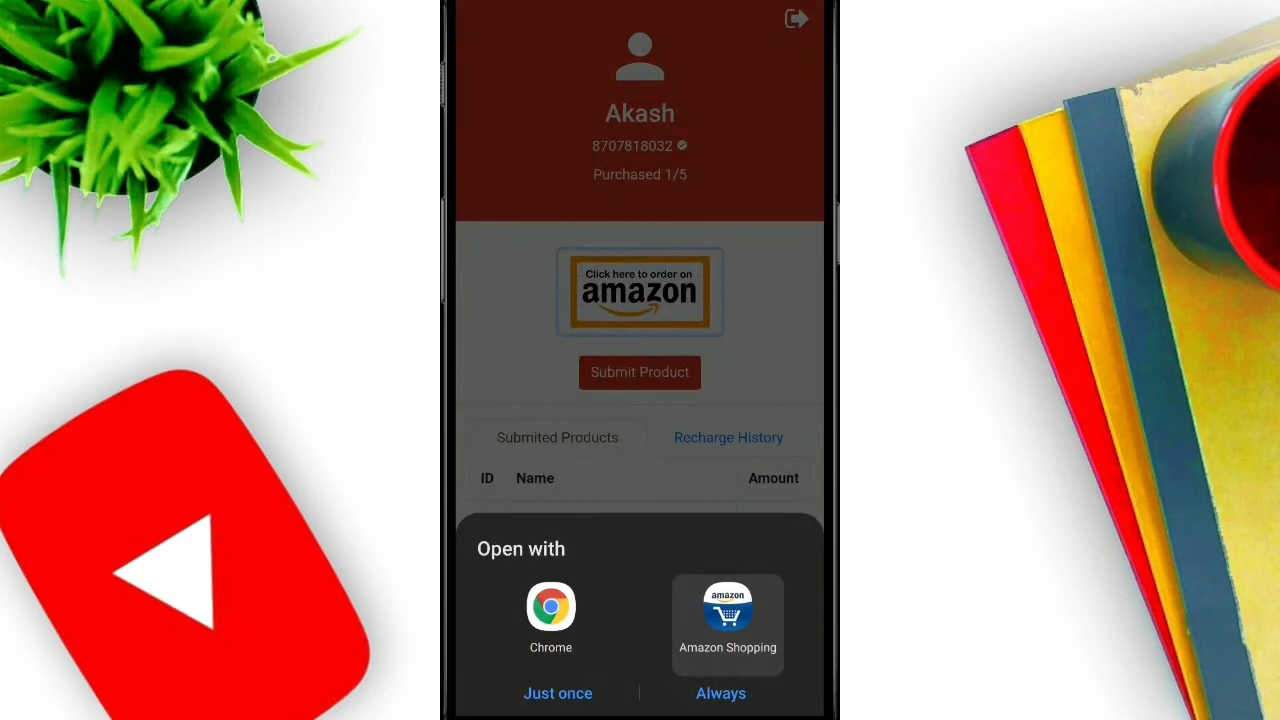 Akash
8707818032
Purchased 1/5
Click here to order on
amazon
Submit Product
Submited Products
Recharge History
ID Name Amount
Open with
amazon
Chrome
Amazon Shopping
Just once
Always